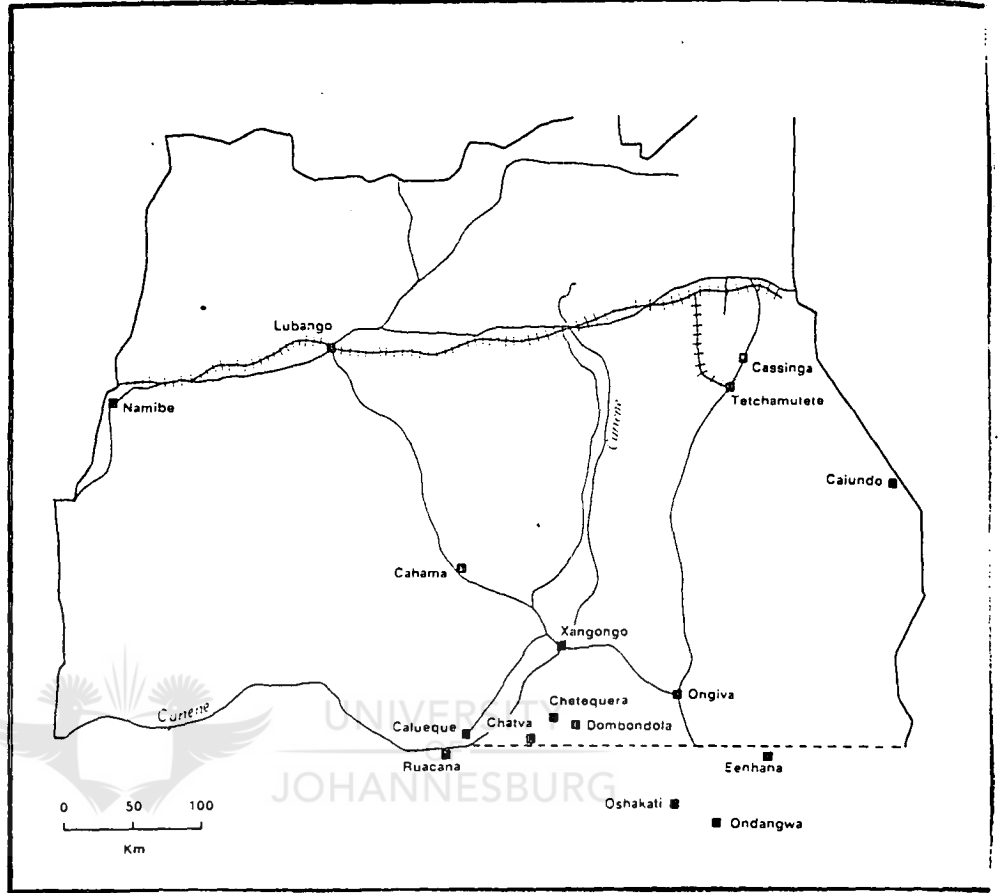 Lubango
Cassinga
Tetchamutete
Namibe
Cunene
Caiundo
Cahama
Xangongo
Ongiva
Chetequera
Cunene
UNIVERSITY
Calueque
Chatva
Dombondola
OF
Ruacana
Eenhana
JOHANNESBURG
0 50 100
Km
Oshakati
Ondangwa